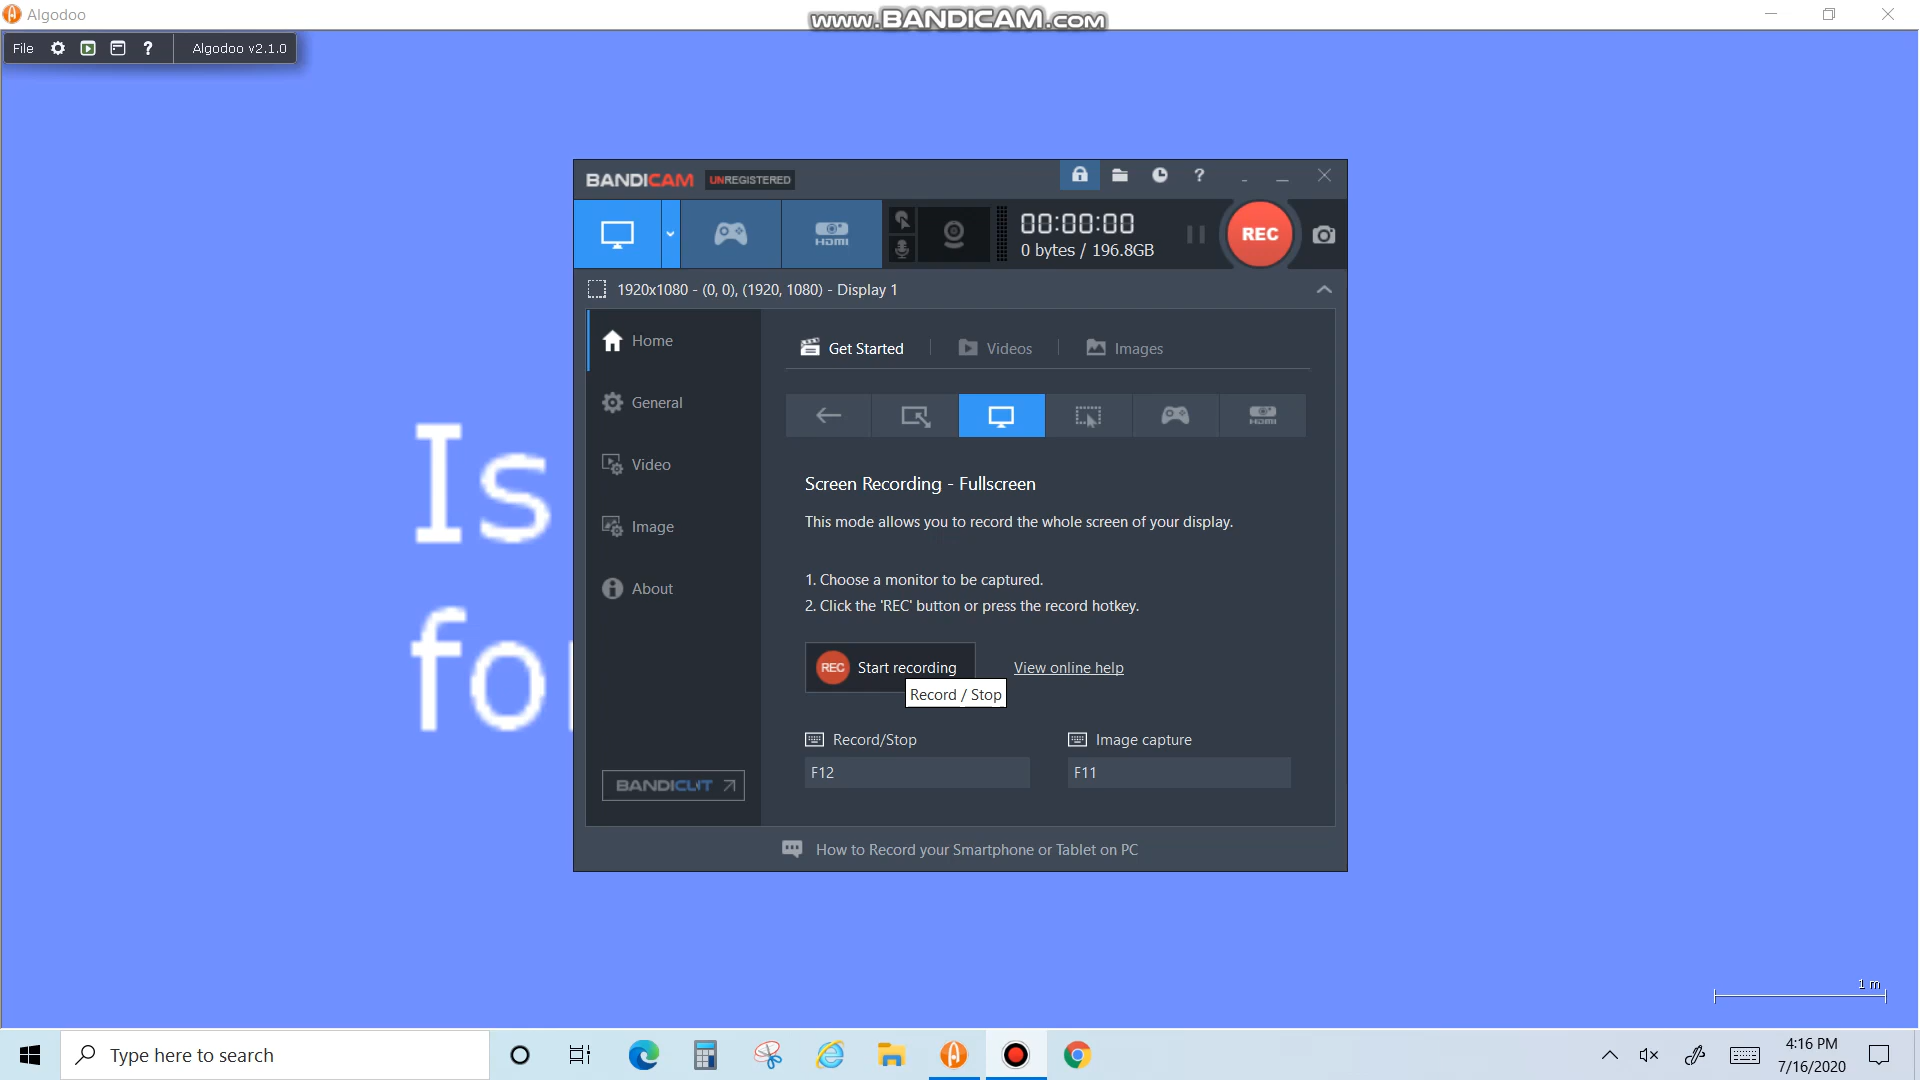 Algodoo
www.BANDICAM.com
File
?
Algodoo v2.1.0
BANDICAM
UNREGISTERED
?
HDMI
00:00:00
0 bytes / 196.8GB
REC
1920x1080 - (0, 0), (1920, 1080) - Display 1
Home
General
Video
Image
About
BANDICUT
Get Started
Videos
Images
HDMI
Screen Recording - Fullscreen
This mode allows you to record the whole screen of your display.
1. Choose a monitor to be captured.
2. Click the 'REC' button or press the record hotkey.
REC Start recording
View online help
Record / Stop
Record/Stop
Image capture
F12
F11
How to Record your Smartphone or Tablet on PC
Is
1 m
Type here to search
4:16 PM
7/16/2020